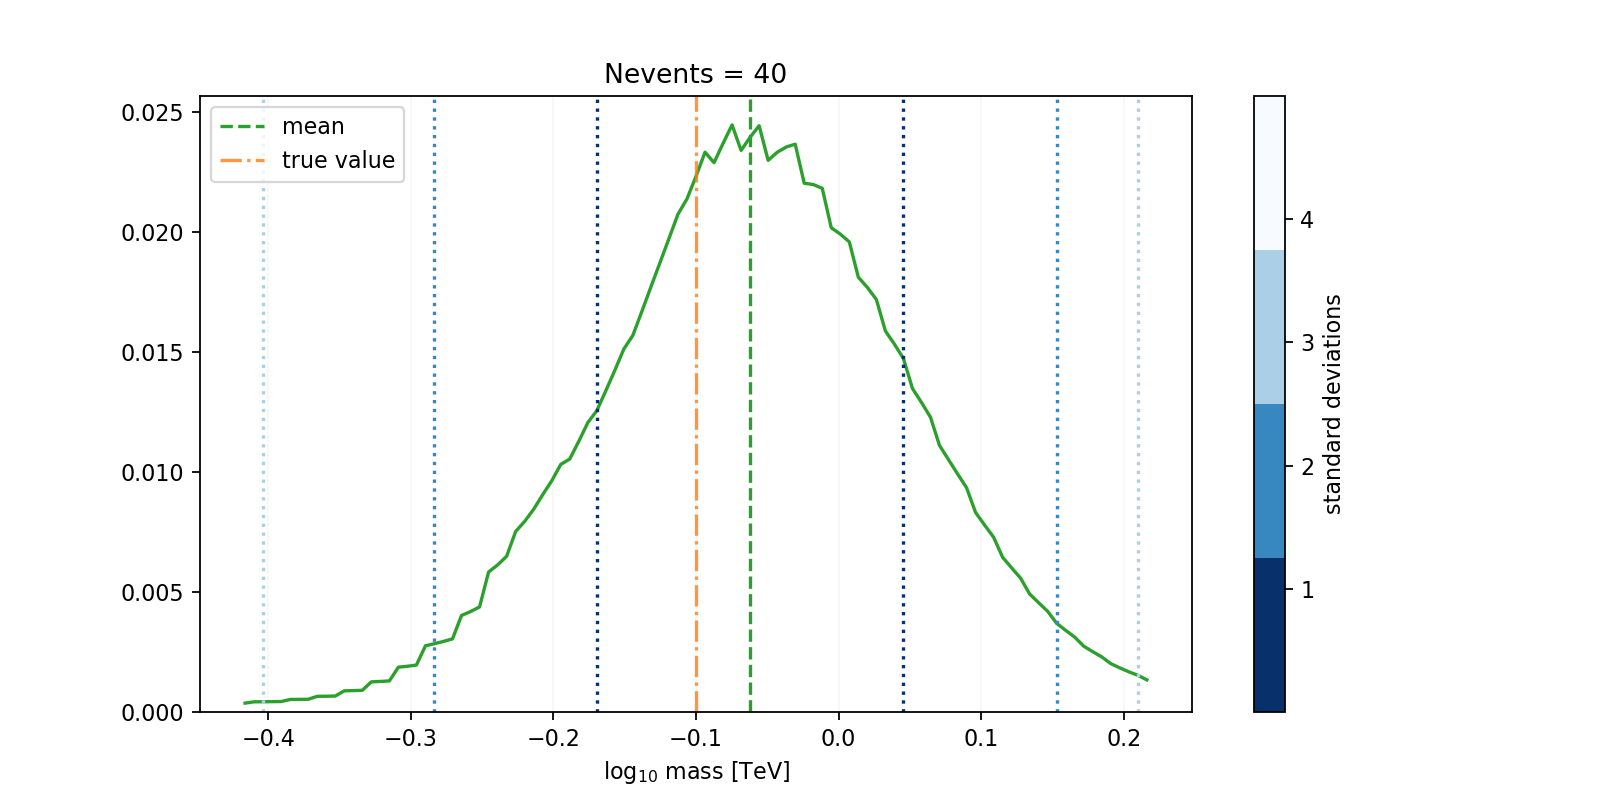 Nevents = 40
0.025
0.020
0.015
0.010
0.005
0.000
mean
true value
−0.4 −0.3 −0.2 −0.1 0.0 0.1 0.2
log₁₀ mass [TeV]
4
3
2
1
standard deviations